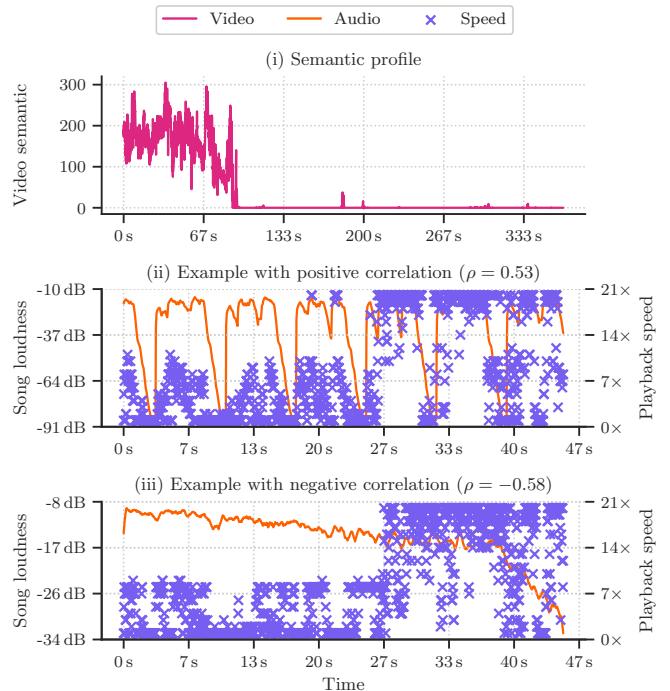 Video Audio Speed
(i) Semantic profile
Video semantic
300
200
100
0
0 s 67 s 133 s 200 s 267 s 333 s
(ii) Example with positive correlation (ρ = 0.53)
Song loudness
-10 dB
-37 dB
-64 dB
-91 dB
21×
14×
7×
0×
Playback speed
0 s 7 s 13 s 20 s 27 s 33 s 40 s 47 s
(iii) Example with negative correlation (ρ = −0.58)
Song loudness
-8 dB
-17 dB
-26 dB
-34 dB
21×
14×
7×
0×
Playback speed
0 s 7 s 13 s 20 s 27 s 33 s 40 s 47 s
Time